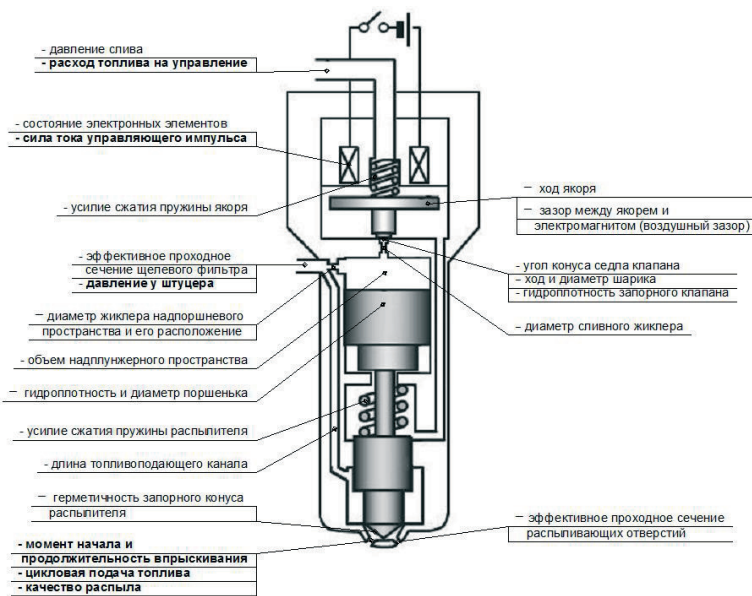 - давление слива
- расход топлива на управление
- состояние электронных элементов
- сила тока управляющего импульса
- усилие сжатия пружины якоря
- эффективное проходное
сечение щелевого фильтра
- давление у штуцера
– диаметр жиклера надпоршневого
пространства и его расположение
- объем надплунжерного пространства
– гидроплотность и диаметр поршенька
- усилие сжатия пружины распылителя
- длина топливоподающего канала
– герметичность запорного конуса
распылителя
- момент начала и
продолжительность впрыскивания
- цикловая подача топлива
- качество распыла
– ход якоря
– зазор между якорем и
электромагнитом (воздушный зазор)
- угол конуса седла клапана
- ход и диаметр шарика
- гидроплотность запорного клапана
- диаметр сливного жиклера
– эффективное проходное сечение
распыливающих отверстий